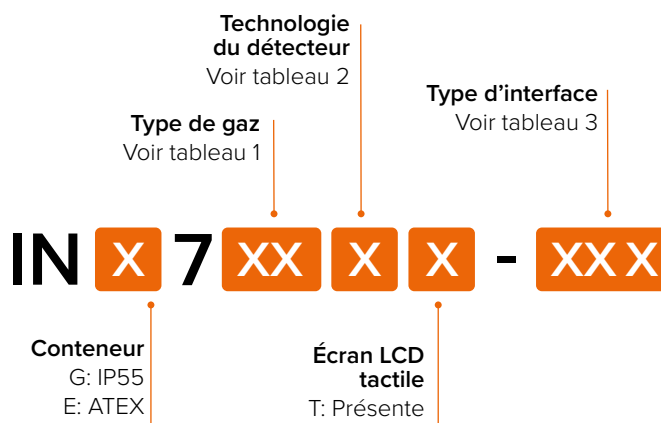 Technologie
du détecteur
Voir tableau 2
Type d’interface
Voir tableau 3
Type de gaz
Voir tableau 1
IN X 7 XX X X - XX X
Conteneur
G: IP55
E: ATEX
Écran LCD
tactile
T: Présente